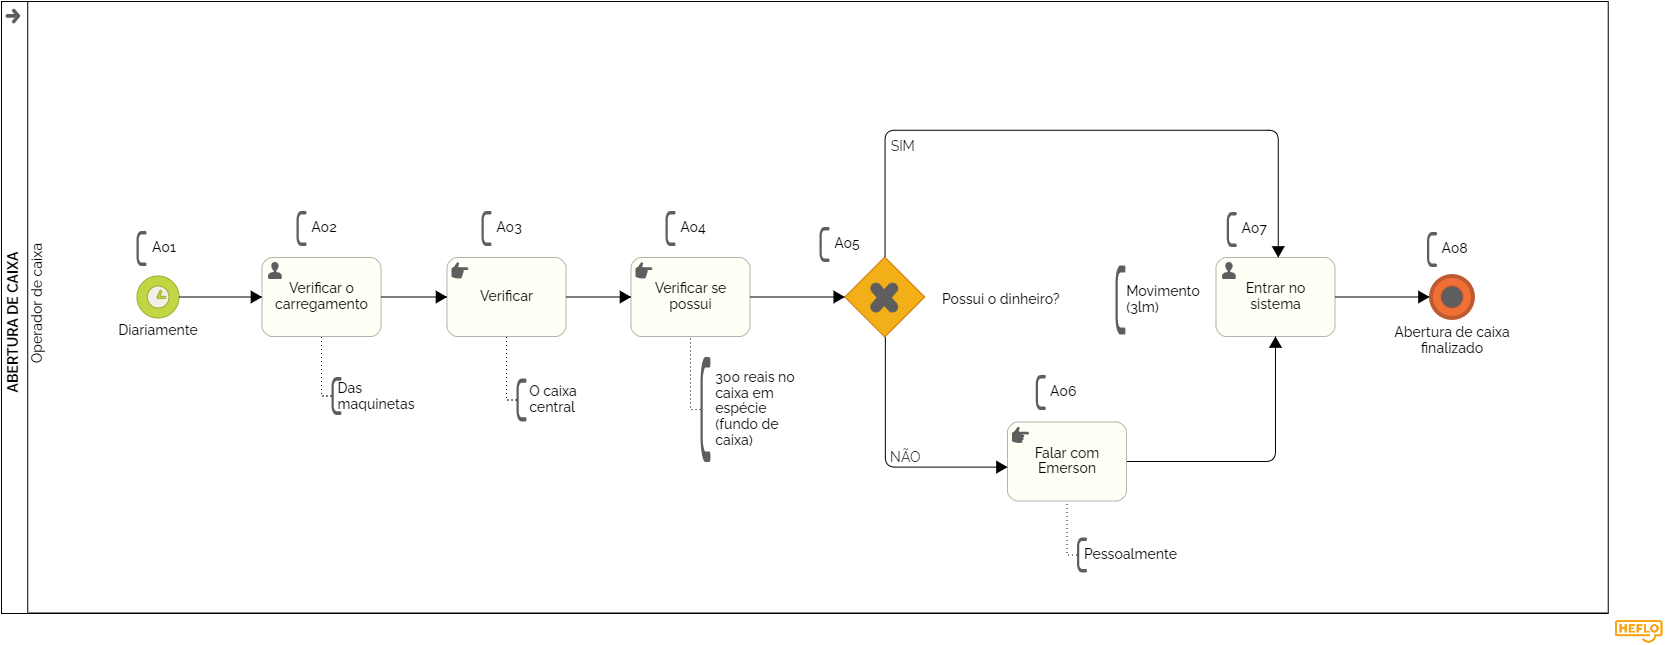 ABERTURA DE CAIXA
Operador de caixa
A01
Diariamente
A02
Verificar o
carregamento
Das
maquinetas
A03
Verificar
O caixa
central
A04
Verificar se
possui
300 reais no
caixa em
espécie
(fundo de
caixa)
A05
Possui o dinheiro?
SIM
NÃO
A06
Falar com
Emerson
Pessoalmente
A07
Movimento
(3lm)
Entrar no
sistema
A08
Abertura de caixa
finalizado
HEFLO